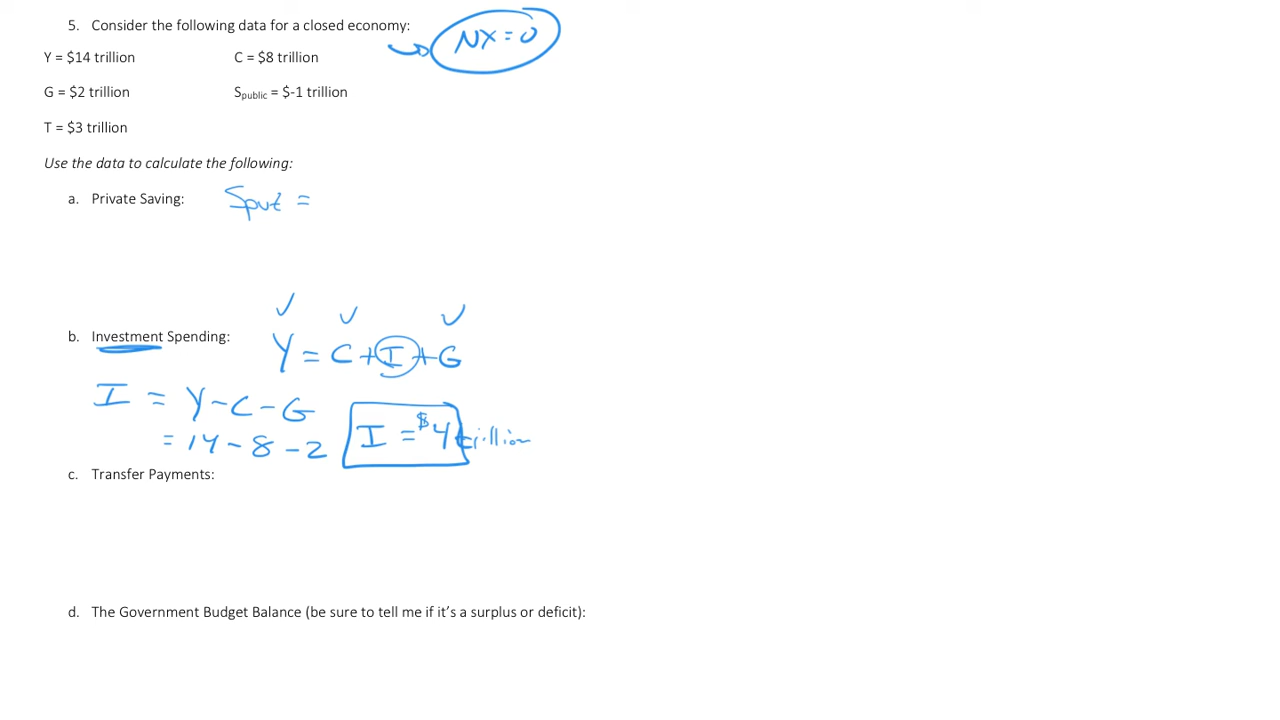 5. Consider the following data for a closed economy:
NX = 0
Y = $14 trillion C = $8 trillion
G = $2 trillion Spublic = $-1 trillion
T = $3 trillion
Use the data to calculate the following:
a. Private Saving: Spvt =
b. Investment Spending: Y = C + I + G
I = Y - C - G
= 14 - 8 - 2 I = $4 trillion
c. Transfer Payments:
d. The Government Budget Balance (be sure to tell me if it's a surplus or deficit):